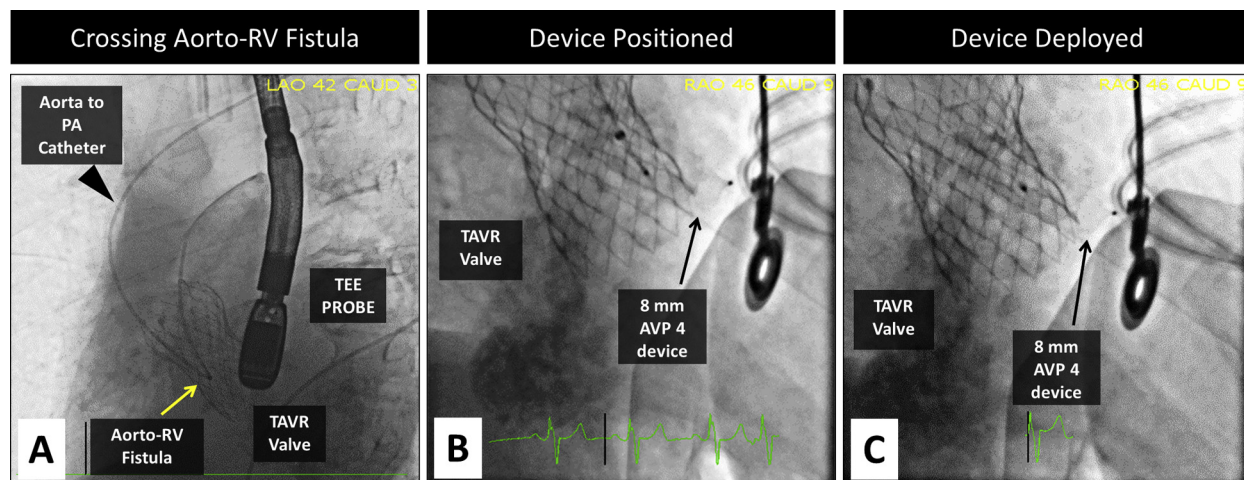 Crossing Aorto-RV Fistula
Device Positioned
Device Deployed
LAO 42 CAUD 3
Aorta to
PA
Catheter
TEE
PROBE
Aorto-RV
Fistula
TAVR
Valve
A
RAO 46 CAUD 9
TAVR
Valve
8 mm
AVP 4
device
B
RAO 46 CAUD 9
TAVR
Valve
8 mm
AVP 4
device
C